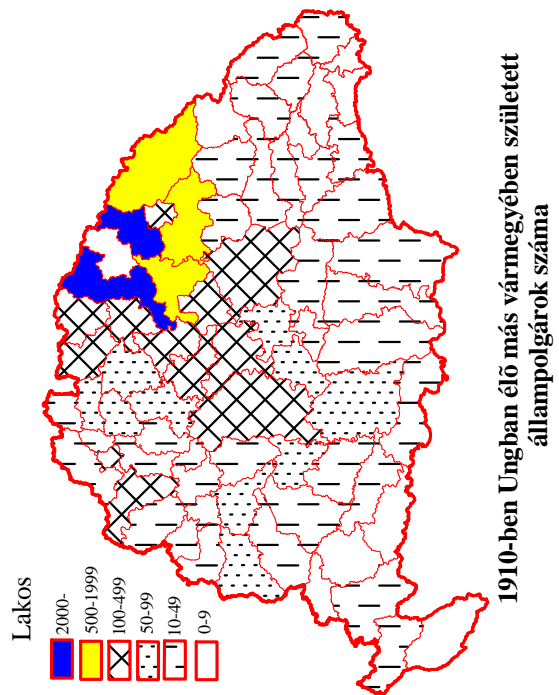 Lakos
2000-
500-1999
100-499
50-99
10-49
0-9
1910-ben Ungban élõ más vármegyében született
állampolgárok száma